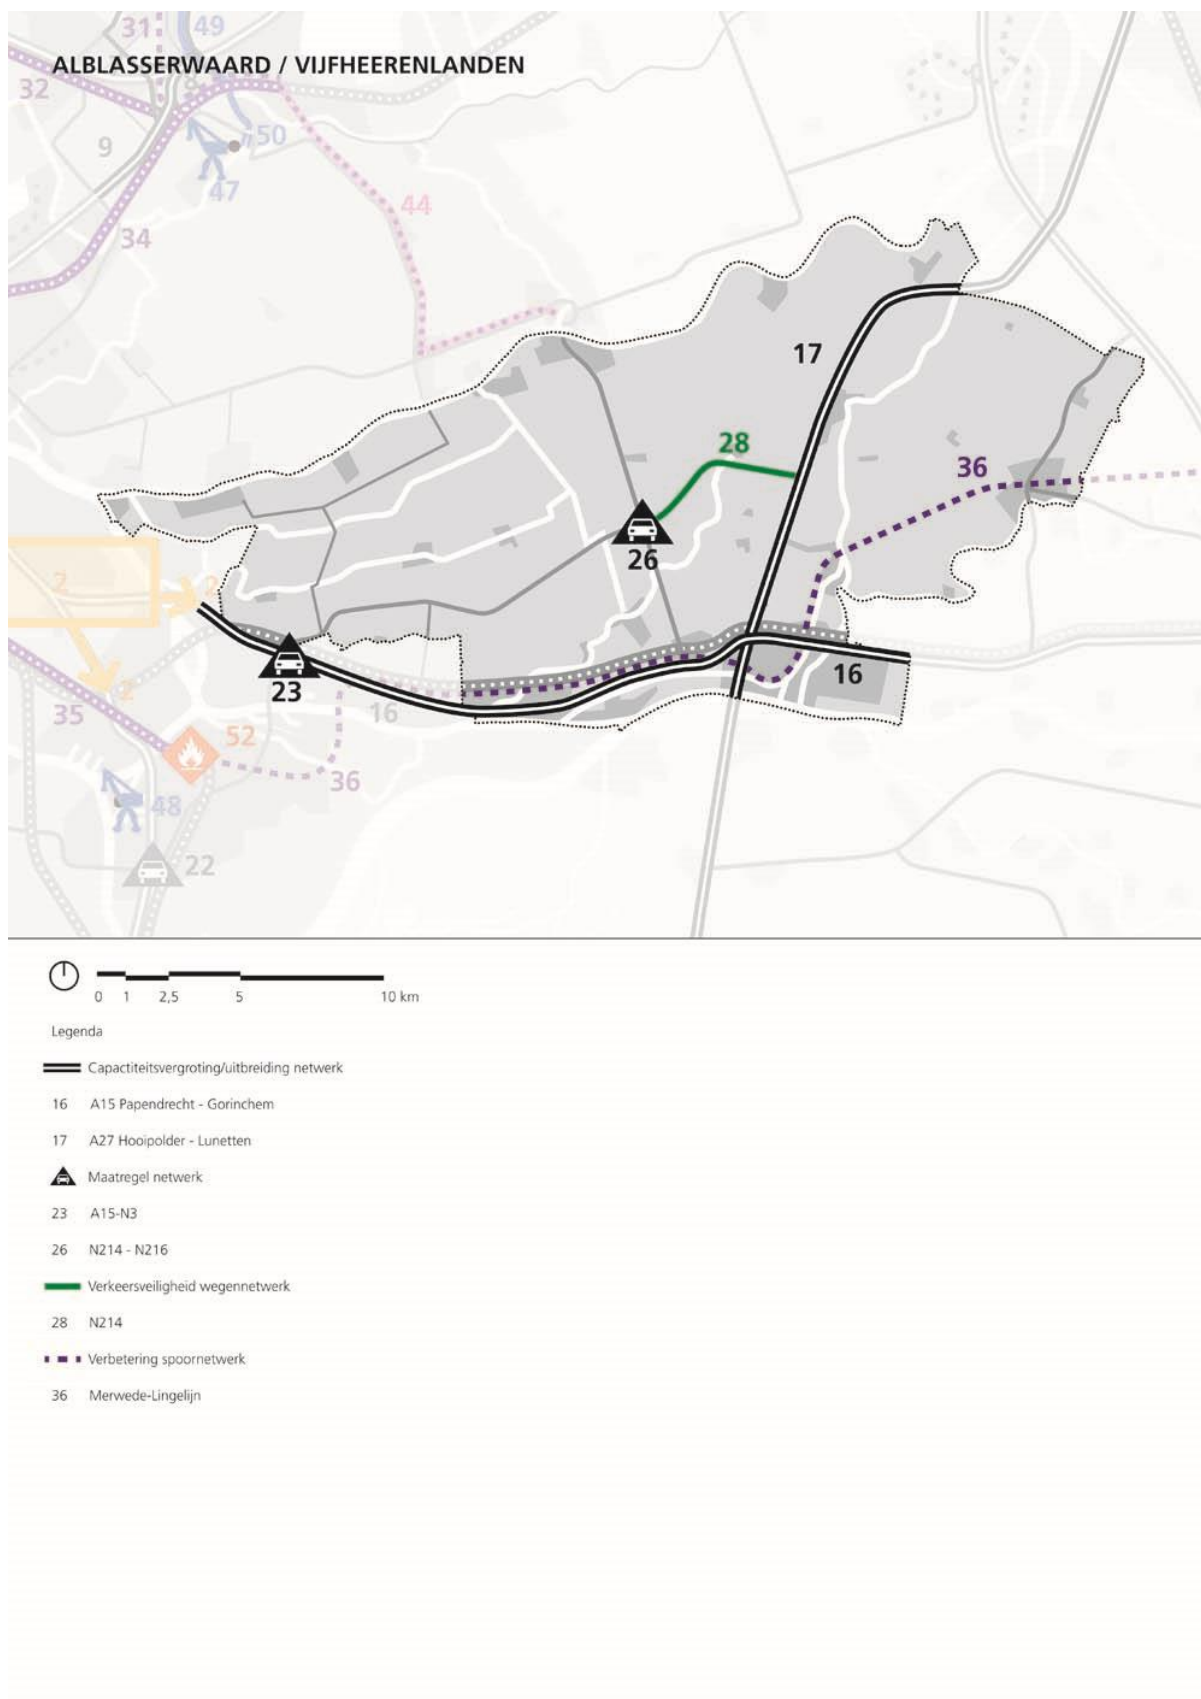 31
49
ALBLASSERWAARD / VIJFHEERENLANDEN
32
50
9
47
44
34
17
28
36
26
2
2
23
16
16
2
35
52
36
48
22
0 1 2,5 5 10 km
Legenda
Capactiteitsvergroting/uitbreiding netwerk
16 A15 Papendrecht - Gorinchem
17 A27 Hooipolder - Lunetten
Maatregel netwerk
23 A15-N3
26 N214 - N216
Verkeersveiligheid wegennetwerk
28 N214
Verbetering spoornetwerk
36 Merwede-Lingelijn